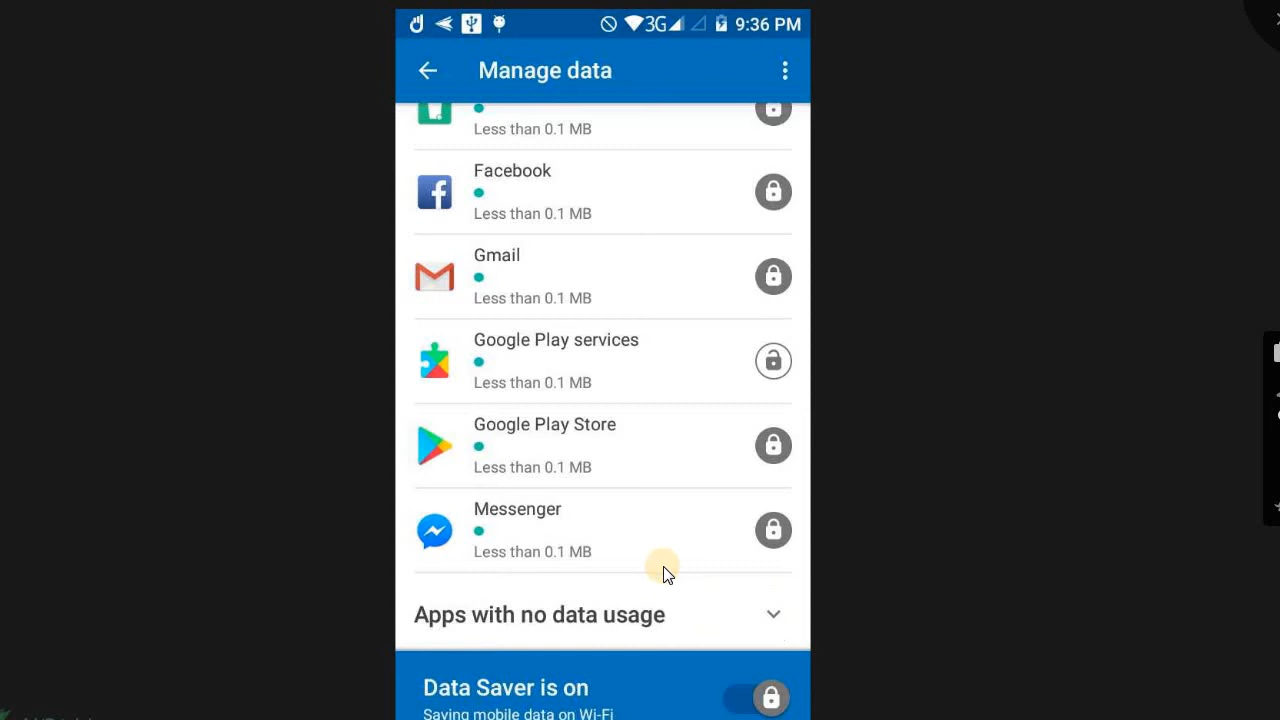 3G 9:36 PM
Manage data
Less than 0.1 MB
Facebook
Less than 0.1 MB
Gmail
Less than 0.1 MB
Google Play services
Less than 0.1 MB
Google Play Store
Less than 0.1 MB
Messenger
Less than 0.1 MB
Apps with no data usage
Data Saver is on
Saving mobile data on Wi-Fi